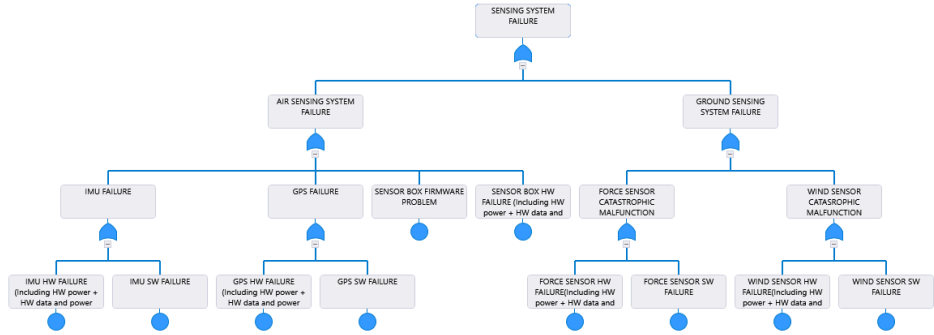 SENSING SYSTEM
FAILURE
AIR SENSING SYSTEM
FAILURE
GROUND SENSING
SYSTEM FAILURE
IMU FAILURE
GPS FAILURE
SENSOR BOX FIRMWARE
PROBLEM
SENSOR BOX HW
FAILURE (Including HW
power + HW data and
FORCE SENSOR
CATASTROPHIC
MALFUNCTION
WIND SENSOR
CATASROPHIC
MALFUNCTION
IMU HW FAILURE
(Including HW power +
HW data and power
IMU SW FAILURE
GPS HW FAILURE
(Including HW power +
HW data and power
GPS SW FAILURE
FORCE SENSOR HW
FAILURE(Including HW
power + HW data and
FORCE SENSOR SW
FAILURE
WIND SENSOR HW
FAILURE(Including HW
power + HW data and
WIND SENSOR SW
FAILURE